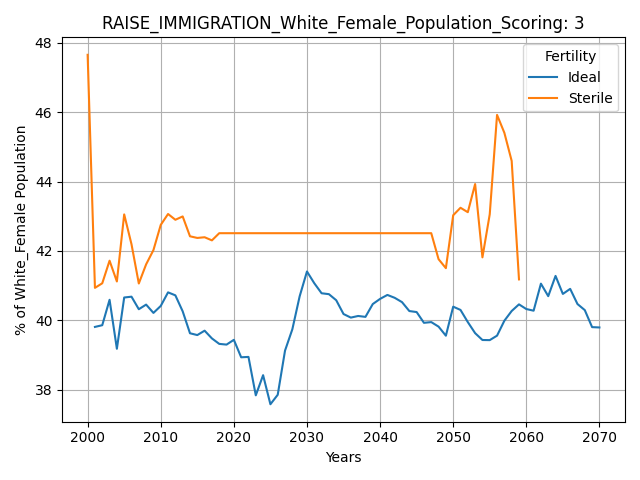 RAISE_IMMIGRATION_White_Female_Population_Scoring: 3
Fertility
Ideal
Sterile
% of White_Female Population
48
46
44
42
40
38
2000 2010 2020 2030 2040 2050 2060 2070
Years